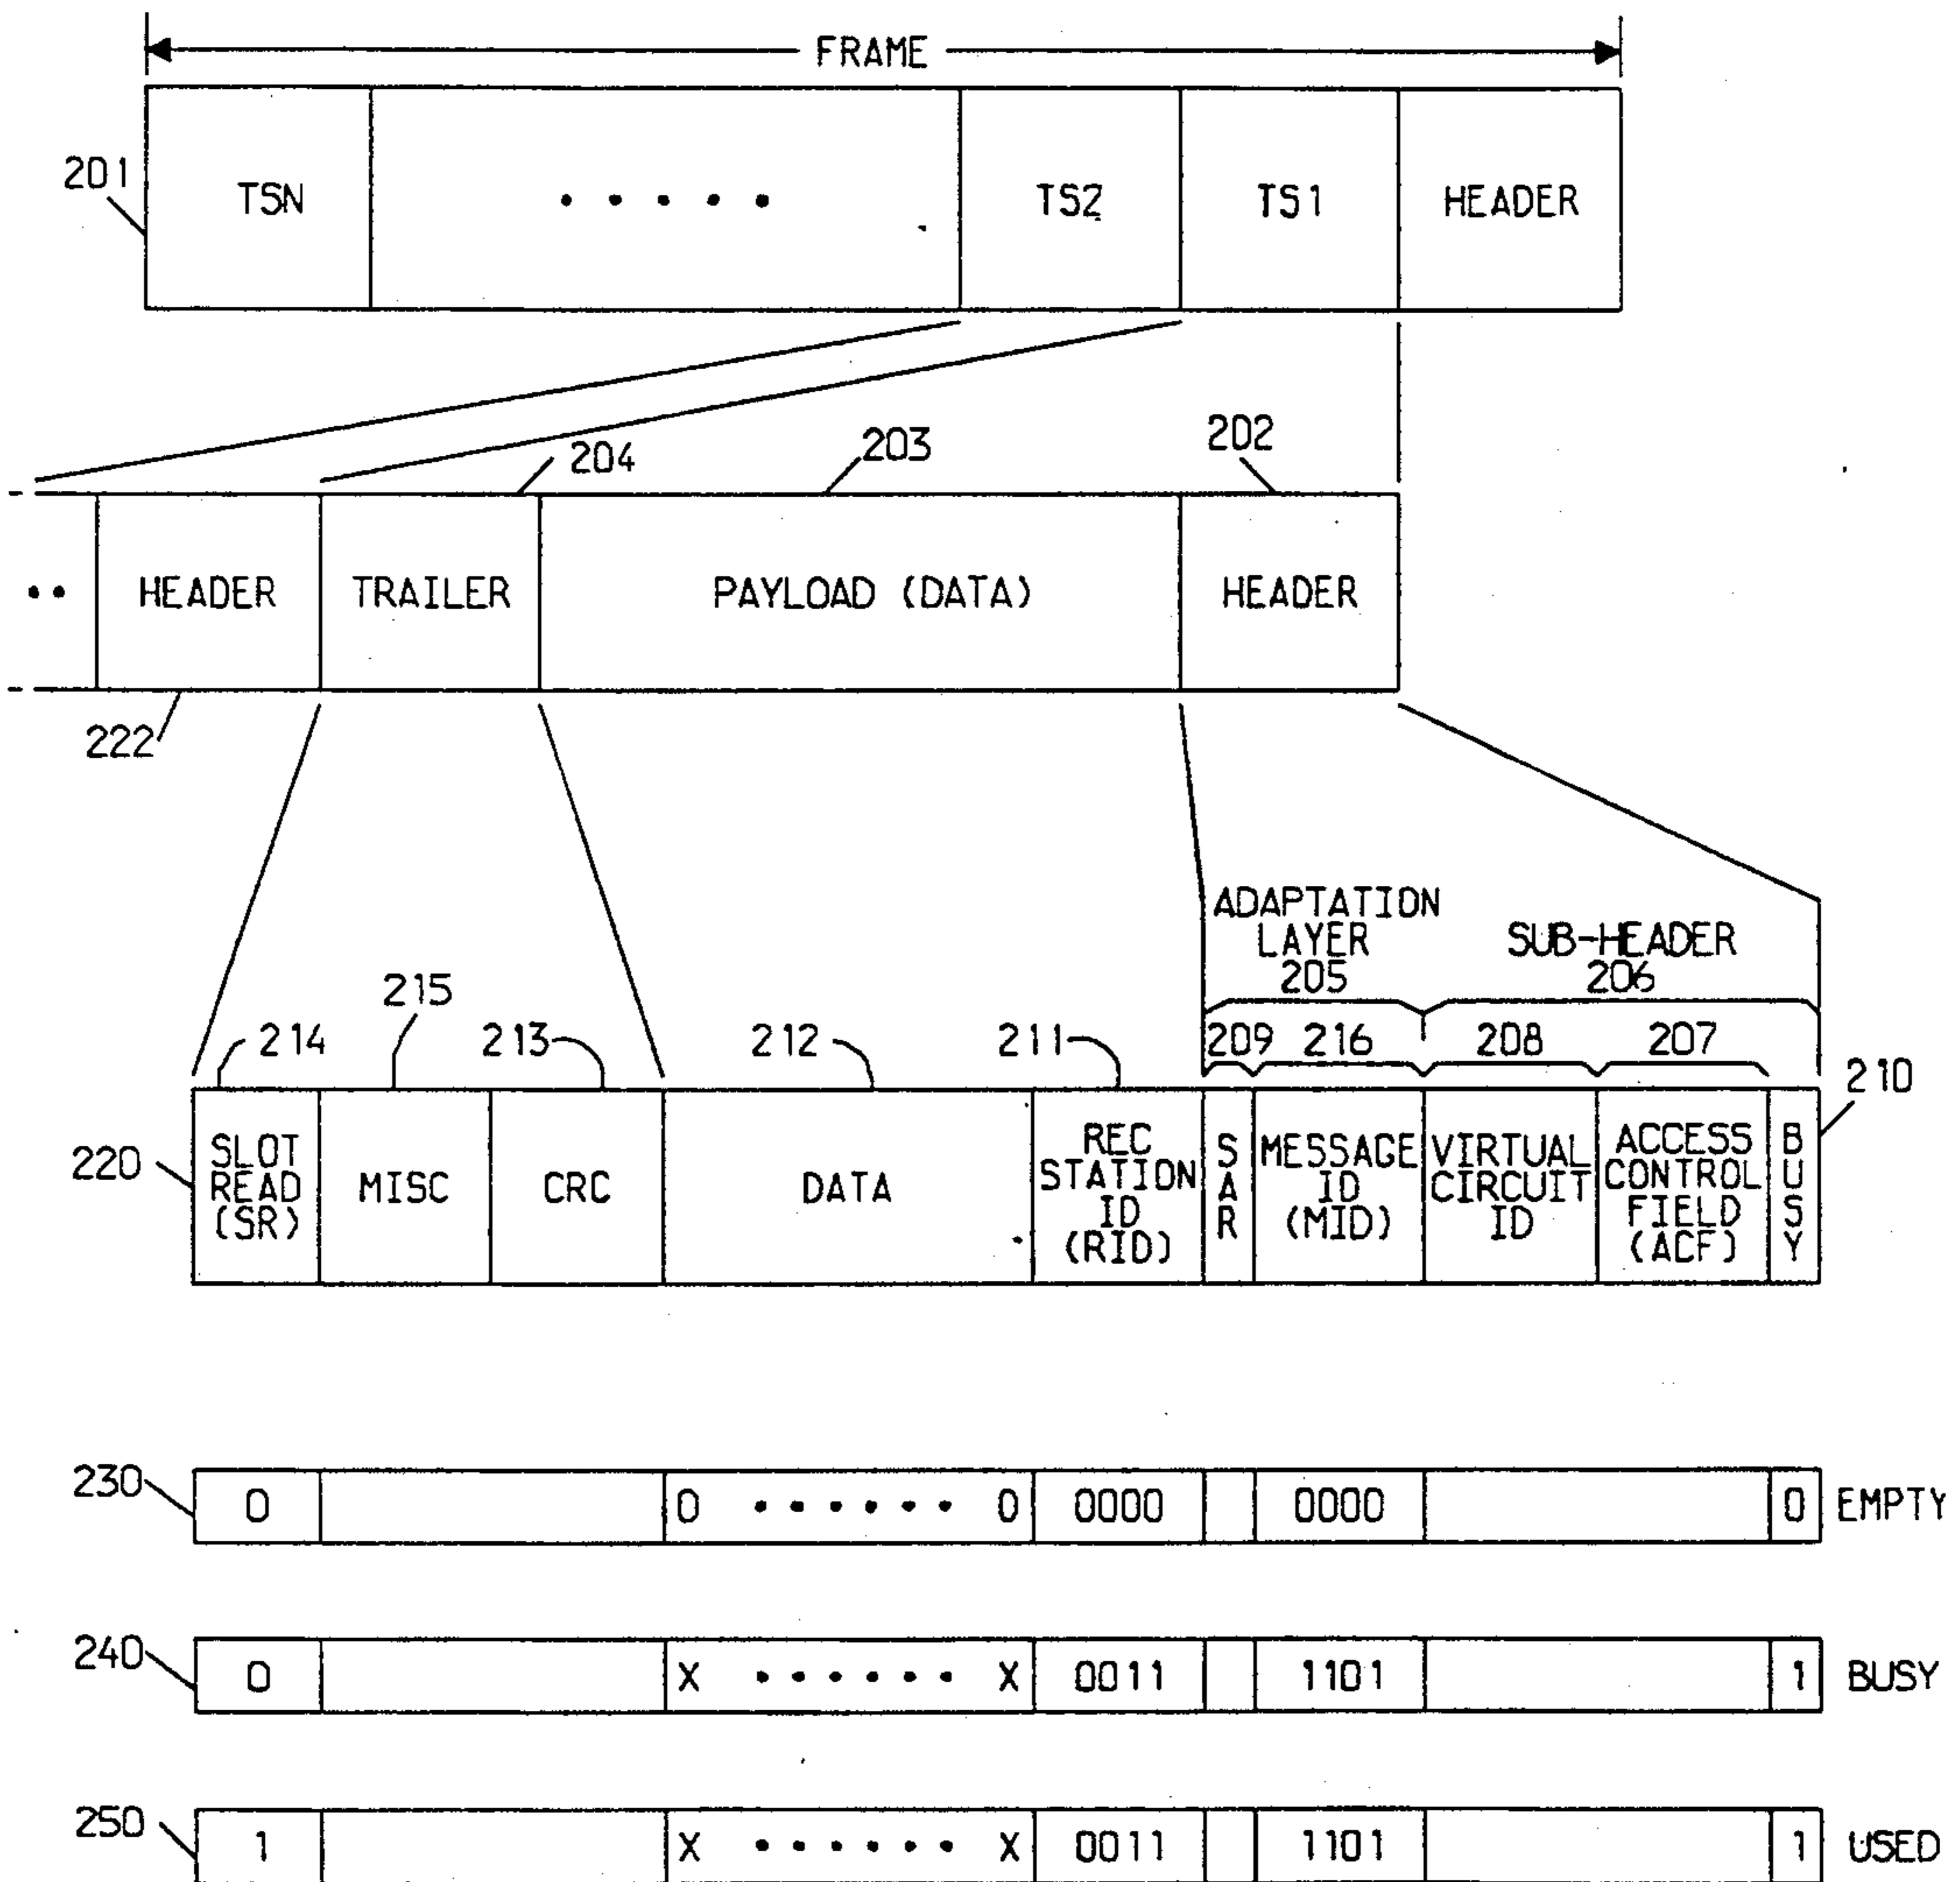 FRAME
201
TSN
TS2
TS1
HEADER
204
203
202
HEADER
TRAILER
PAYLOAD (DATA)
HEADER
222
ADAPTATION
LAYER
205
SUB-HEADER
206
214
215
213
212
211
209
216
208
207
210
220
SLOT
READ
(SR)
MISC
CRC
DATA
REC
STATION
ID
(RID)
SAR
MESSAGE
ID
(MID)
VIRTUAL
CIRCUIT
ID
ACCESS
CONTROL
FIELD
(ACF)
BUSY
230
0
0 • • • • • • 0
0000
0000
0
EMPTY
240
0
X • • • • • • X
0011
1101
1
BUSY
250
1
X • • • • • • X
0011
1101
1
USED